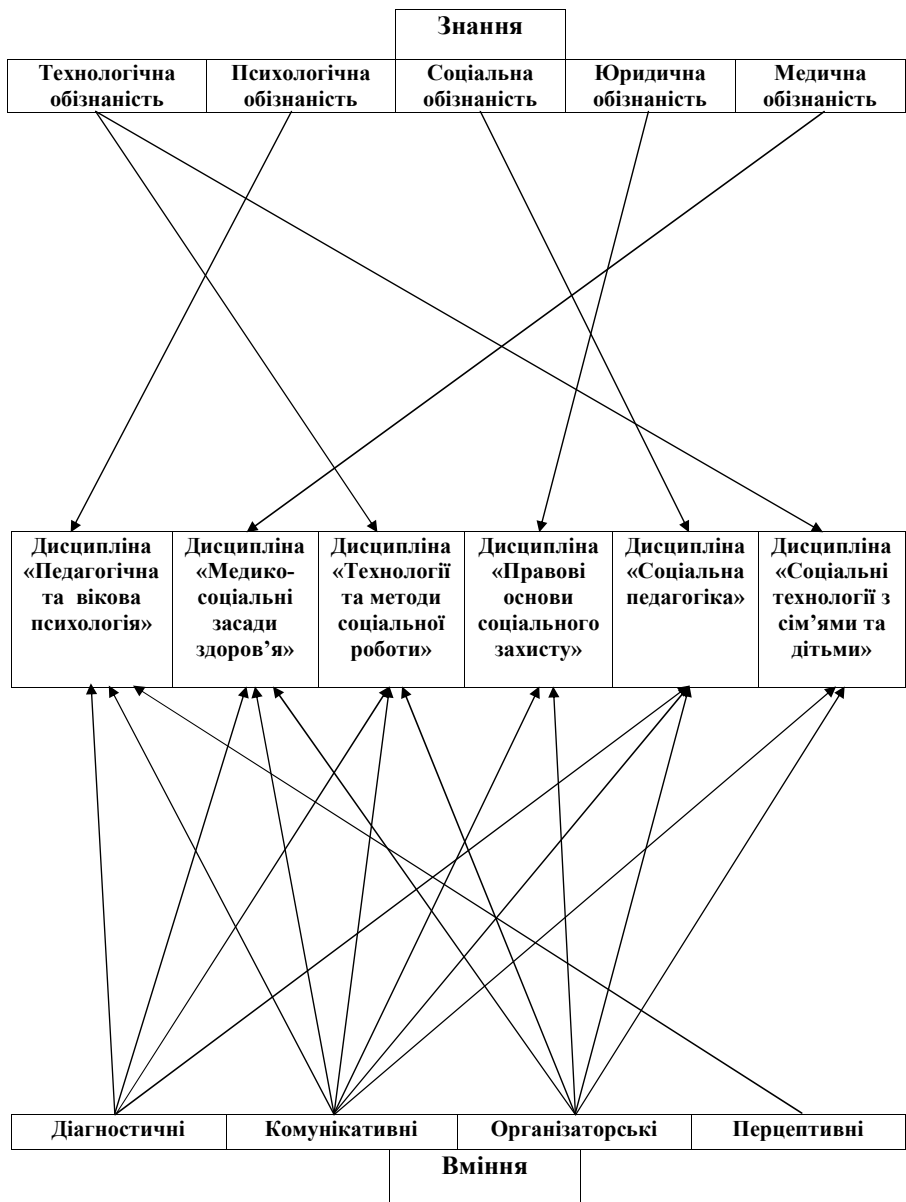 Знання
Технологічна
обізнаність
Психологічна
обізнаність
Соціальна
обізнаність
Юридична
обізнаність
Медична
обізнаність
Дисципліна
«Педагогічна
та вікова
психологія»
Дисципліна
«Медико-
соціальні
засади
здоров’я»
Дисципліна
«Технології
та методи
соціальної
роботи»
Дисципліна
«Правові
основи
соціального
захисту»
Дисципліна
«Соціальна
педагогіка»
Дисципліна
«Соціальні
технології з
сім’ями та
дітьми»
Діагностичні
Комунікативні
Організаторські
Перцептивні
Вміння